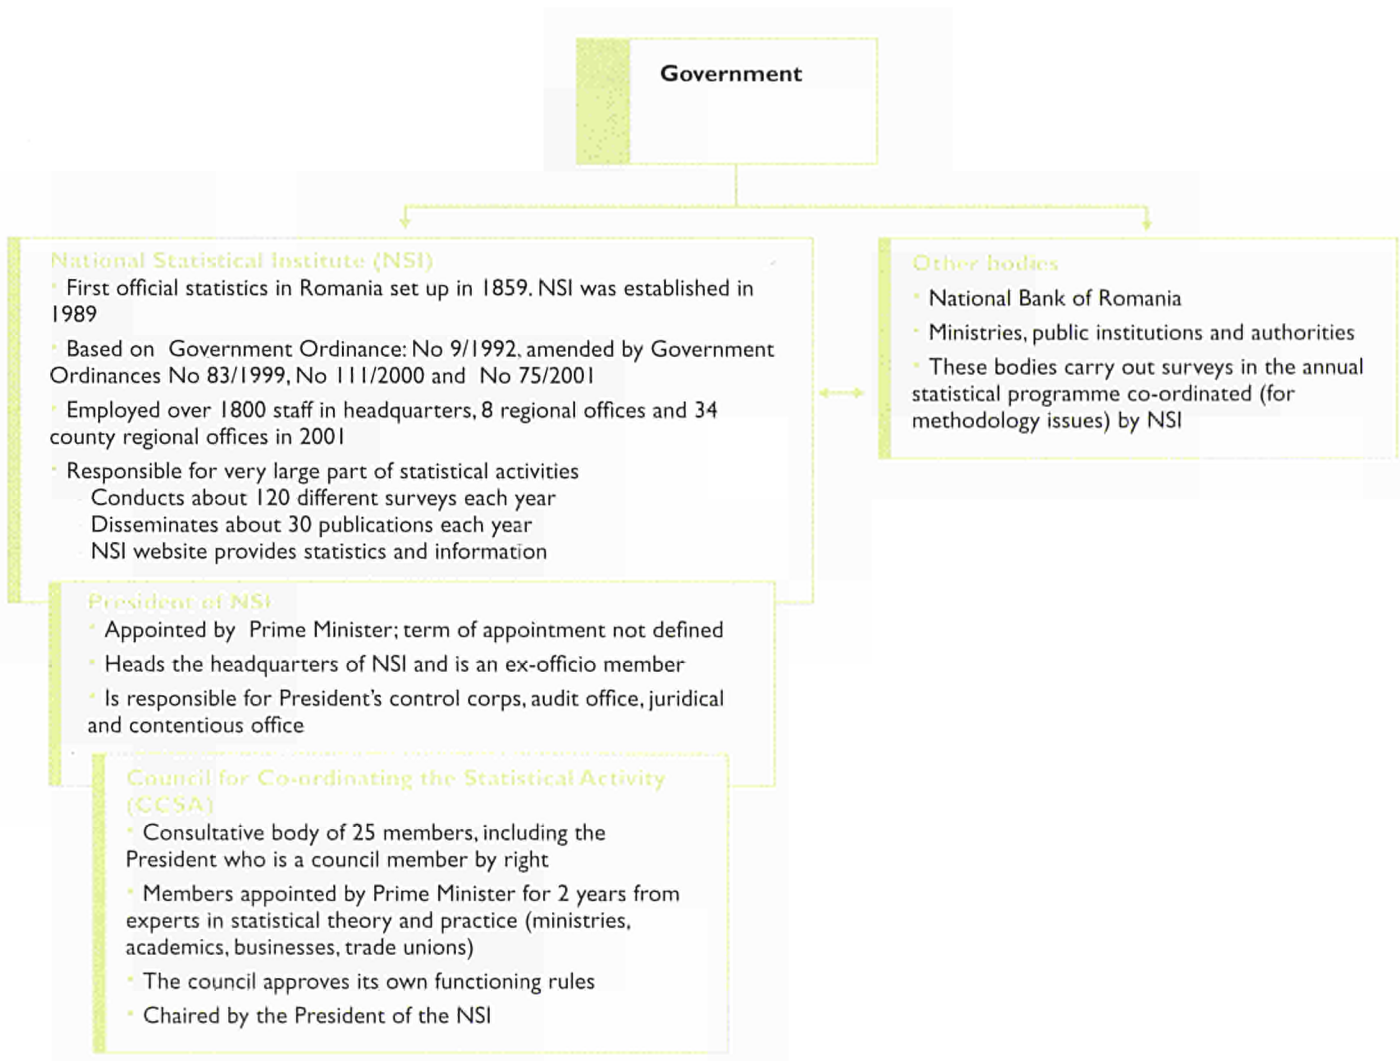 Government
National Statistical Institute (NSI)
First official statistics in Romania set up in 1859. NSI was established in
1989
Based on Government Ordinance: No 9/1992, amended by Government
Ordinances No 83/1999, No 111/2000 and No 75/2001
Employed over 1800 staff in headquarters, 8 regional offices and 34
county regional offices in 2001
Responsible for very large part of statistical activities
Conducts about 120 different surveys each year
Disseminates about 30 publications each year
NSI website provides statistics and information
Other bodies
National Bank of Romania
Ministries, public institutions and authorities
These bodies carry out surveys in the annual
statistical programme co-ordinated (for
methodology issues) by NSI
President of NSI
Appointed by Prime Minister; term of appointment not defined
Heads the headquarters of NSI and is an ex-officio member
Is responsible for President's control corps, audit office, juridical
and contentious office
Council for Co-ordinating the Statistical Activity
(CCSA)
Consultative body of 25 members, including the
President who is a council member by right
Members appointed by Prime Minister for 2 years from
experts in statistical theory and practice (ministries,
academics, businesses, trade unions)
The council approves its own functioning rules
Chaired by the President of the NSI